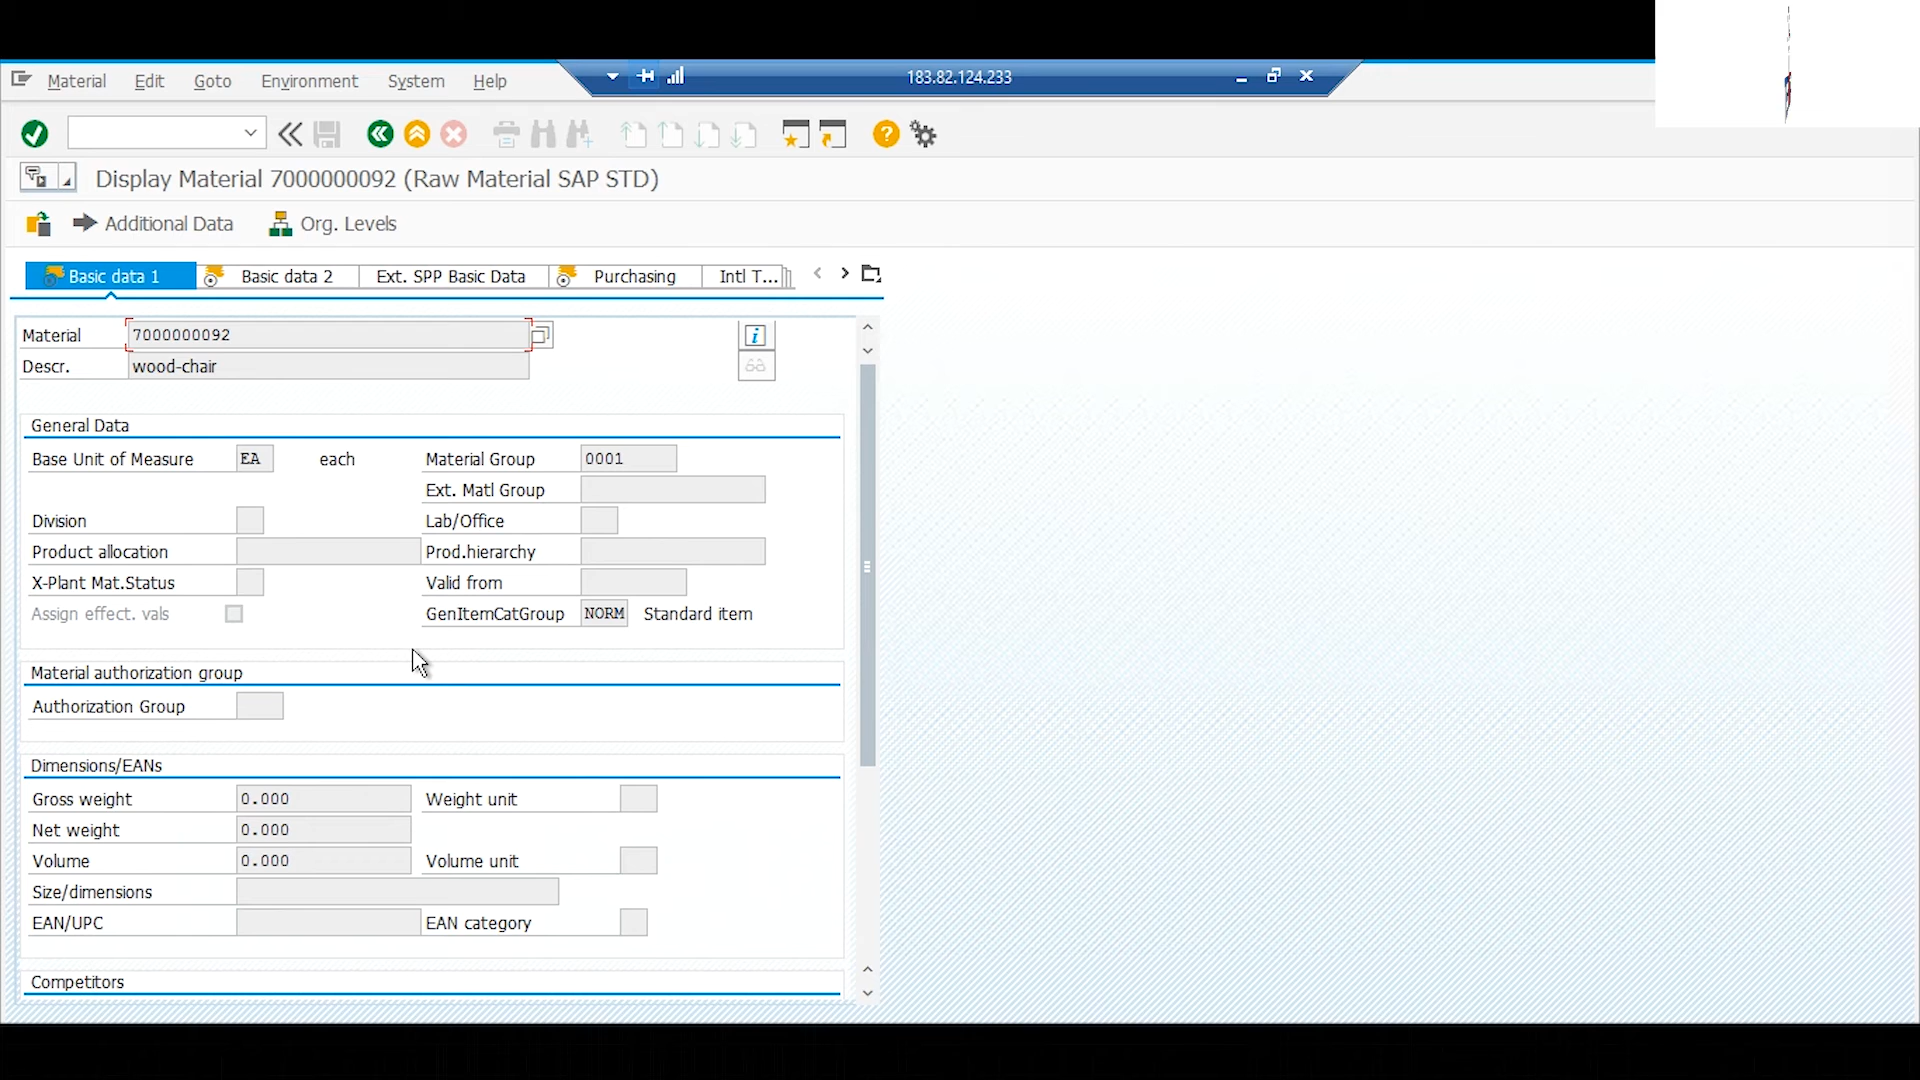 183.82.124.233
Material Edit Goto Environment System Help
Display Material 7000000092 (Raw Material SAP STD)
Additional Data Org. Levels
Basic data 1 Basic data 2 Ext. SPP Basic Data Purchasing Intl T...
Material 7000000092
Descr. wood-chair
General Data
Base Unit of Measure EA each Material Group 0001
Ext. Matl Group
Division Lab/Office
Product allocation Prod.hierarchy
X-Plant Mat.Status Valid from
Assign effect. vals GenItemCatGroup NORM Standard item
Material authorization group
Authorization Group
Dimensions/EANs
Gross weight 0.000 Weight unit
Net weight 0.000
Volume 0.000 Volume unit
Size/dimensions
EAN/UPC EAN category
Competitors